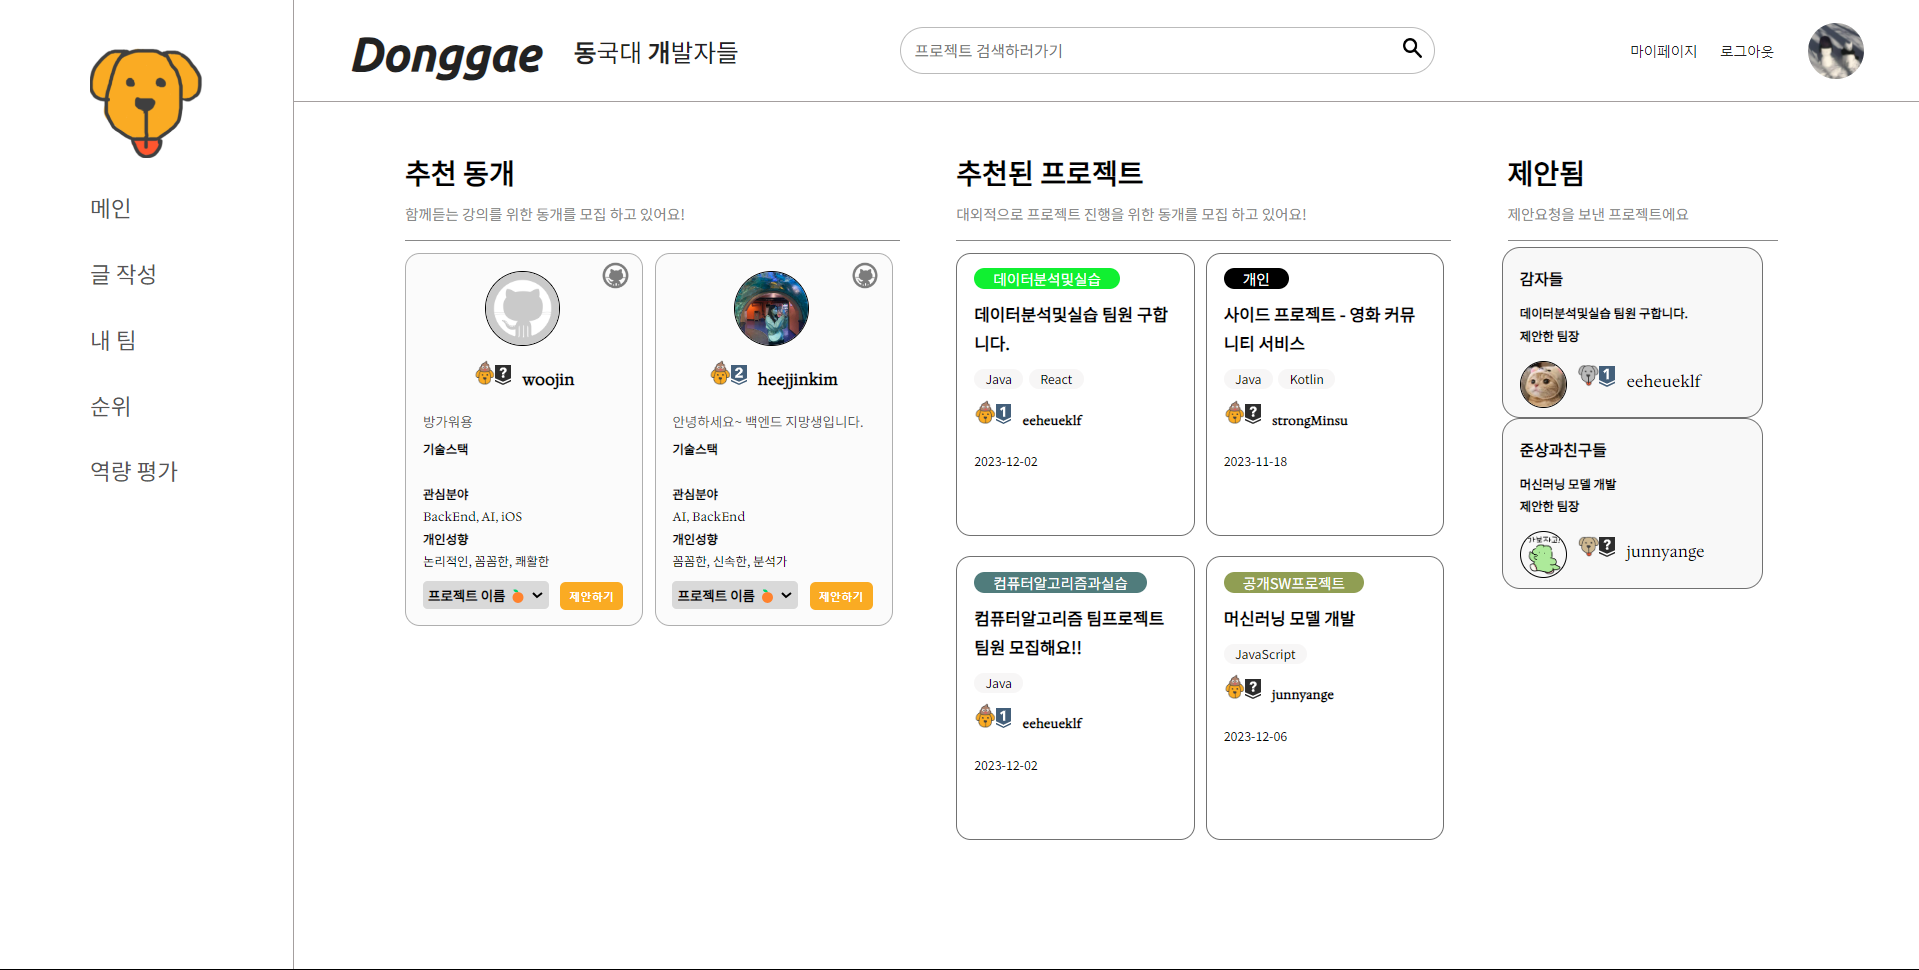 Donggae
동국대 개발자들
프로젝트 검색하러가기
마이페이지
로그아웃
메인
글 작성
내 팀
순위
역량 평가
추천 동개
함께듣는 강의를 위한 동개를 모집 하고 있어요!
? woojin
방가워용
기술스택
관심분야
BackEnd, AI, iOS
개인성향
논리적인, 꼼꼼한, 쾌활한
프로젝트 이름
제안하기
2 heejjinkim
안녕하세요~ 백엔드 지망생입니다.
기술스택
관심분야
AI, BackEnd
개인성향
꼼꼼한, 신속한, 분석가
프로젝트 이름
제안하기
추천된 프로젝트
대외적으로 프로젝트 진행을 위한 동개를 모집 하고 있어요!
데이터분석및실습
데이터분석및실습 팀원 구합
니다.
Java React
1 eeheueklf
2023-12-02
개인
사이드 프로젝트 - 영화 커뮤
니티 서비스
Java Kotlin
? strongMinsu
2023-11-18
컴퓨터알고리즘과실습
컴퓨터알고리즘 팀프로젝트
팀원 모집해요!!
Java
1 eeheueklf
2023-12-02
공개SW프로젝트
머신러닝 모델 개발
JavaScript
? junnyange
2023-12-06
제안됨
제안요청을 보낸 프로젝트에요
감자들
데이터분석및실습 팀원 구합니다.
제안한 팀장
1 eeheueklf
준상과친구들
머신러닝 모델 개발
제안한 팀장
가보자고!
? junnyange